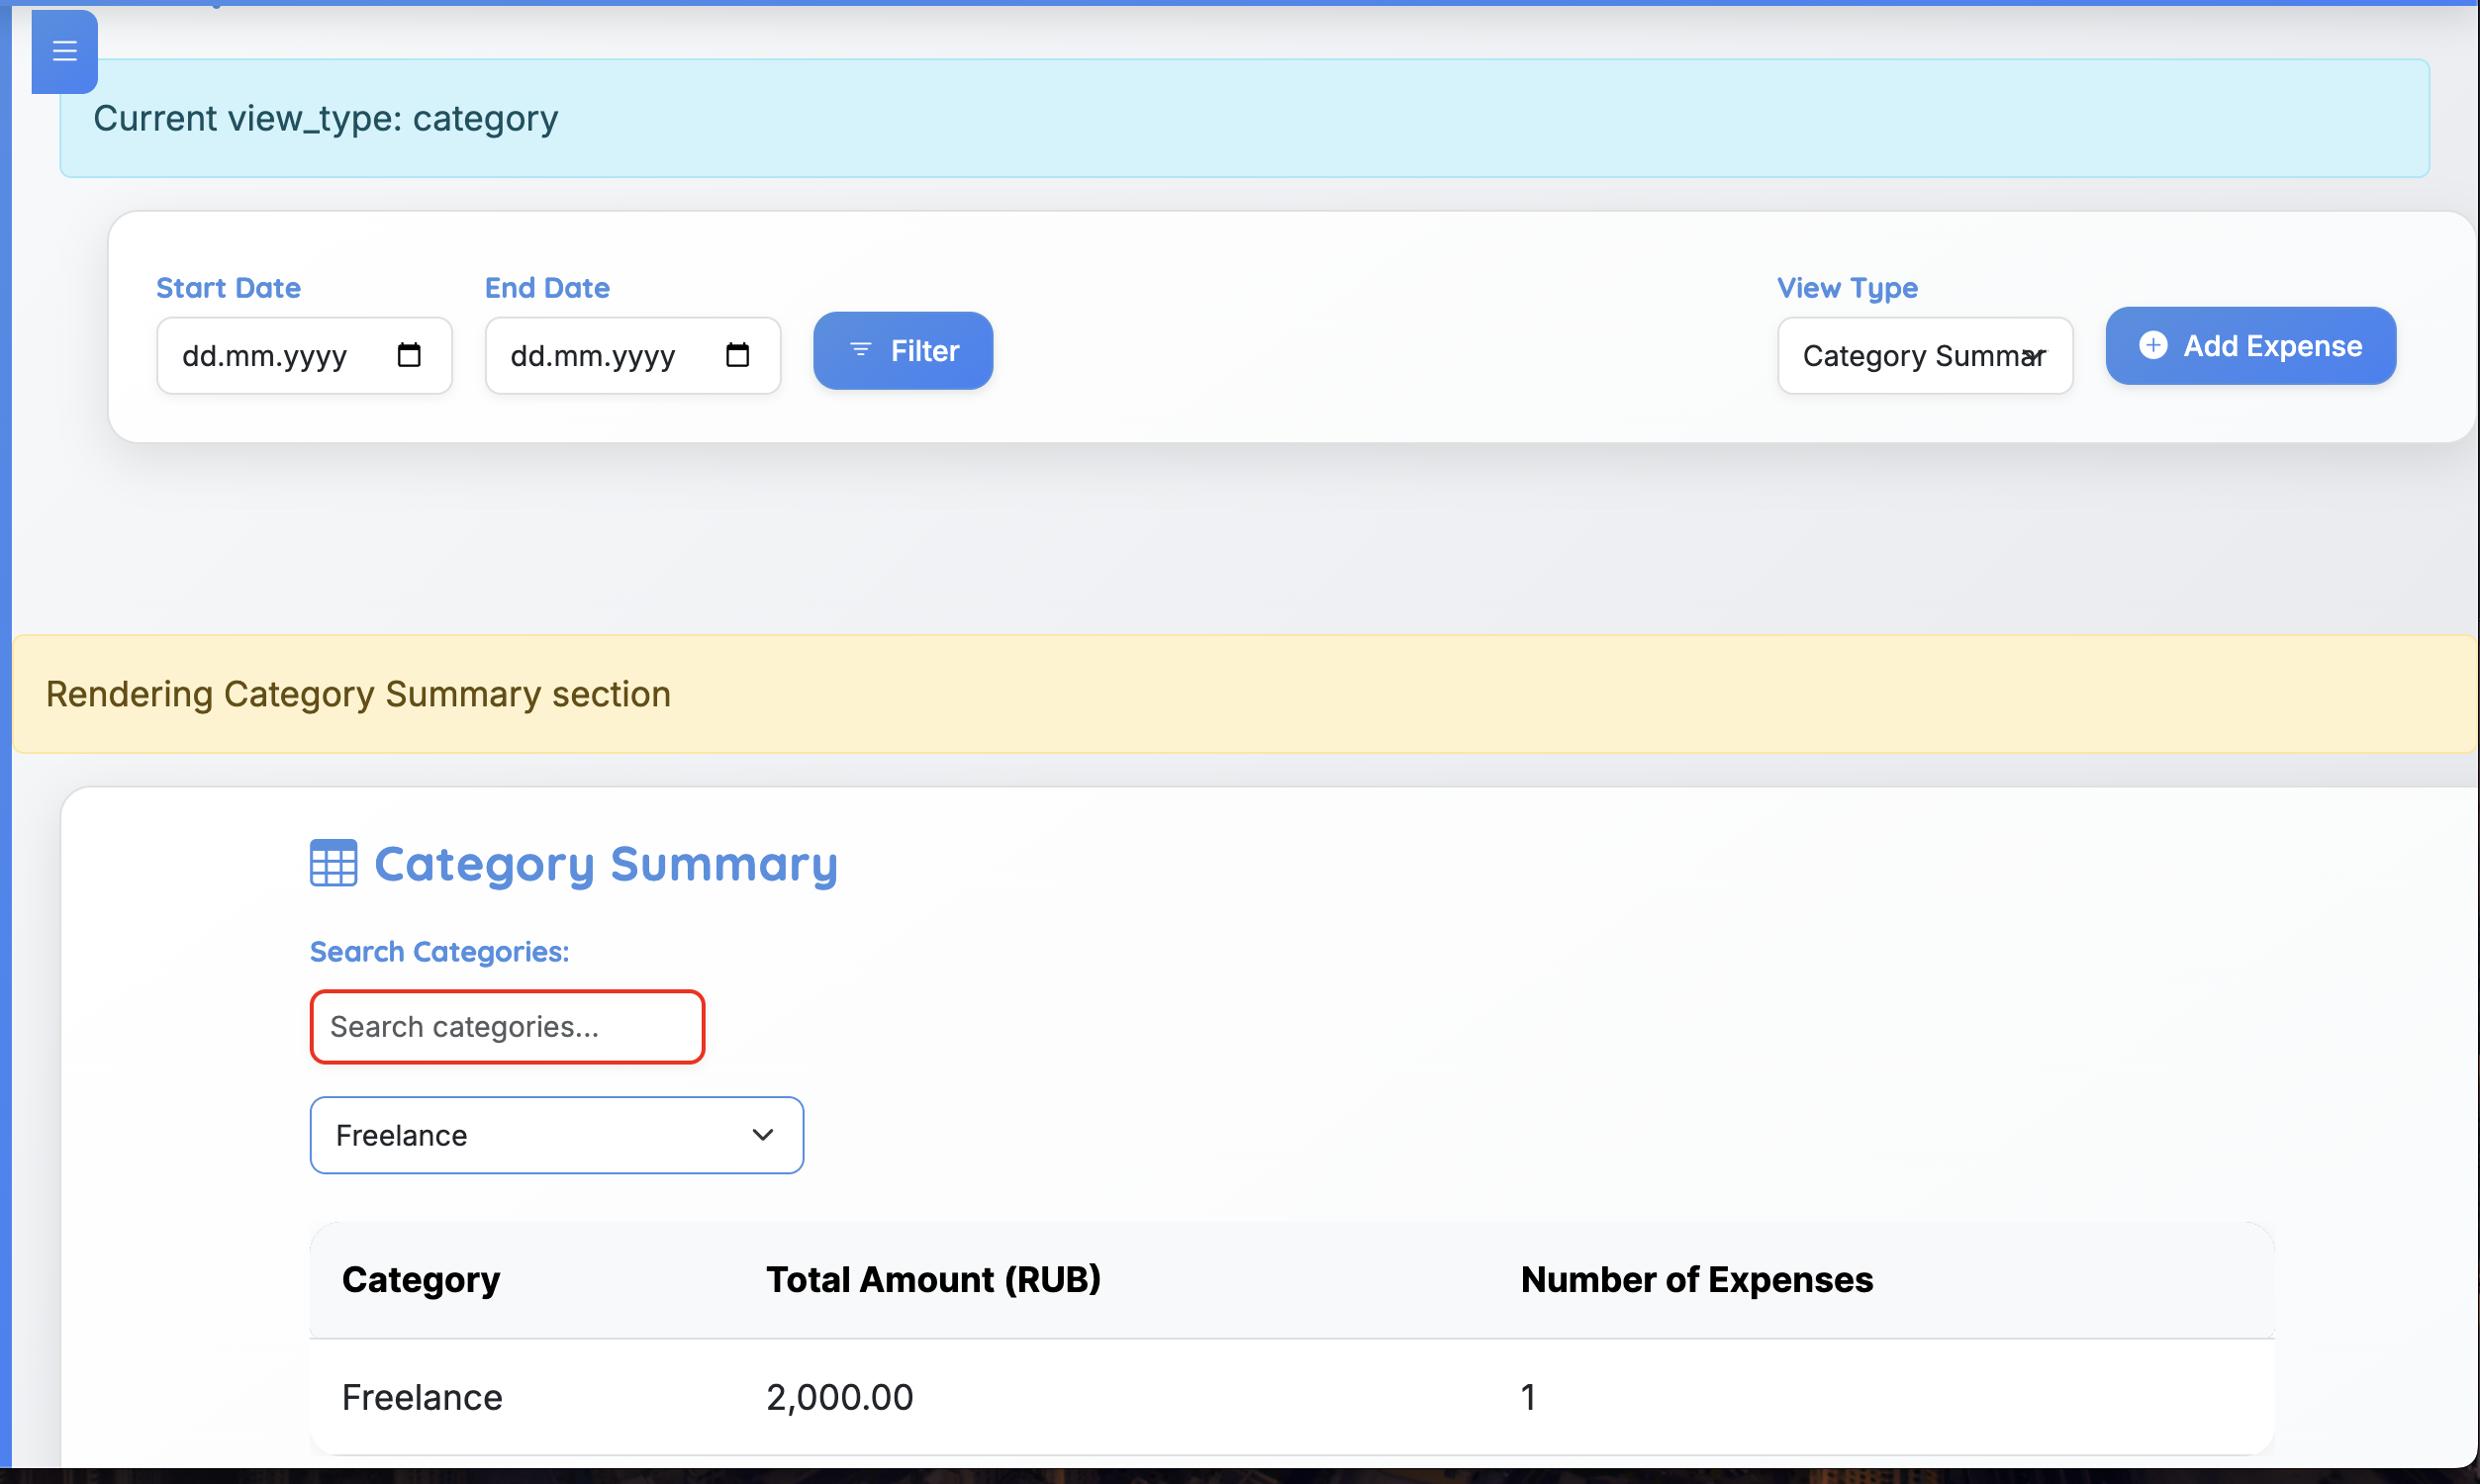 Current view_type: category
Start Date
End Date
View Type
dd.mm.yyyy
dd.mm.yyyy
Filter
Category Summar
Add Expense
Rendering Category Summary section
Category Summary
Search Categories:
Search categories...
Freelance
Category Total Amount (RUB) Number of Expenses
Freelance 2,000.00 1